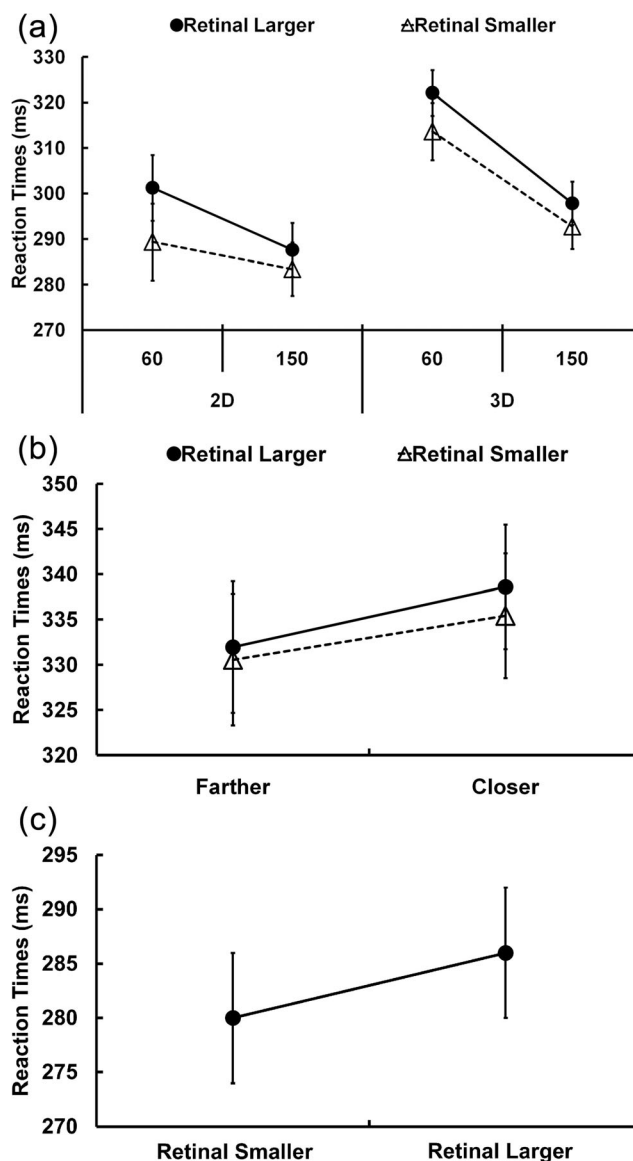 (a)
Retinal Larger Retinal Smaller
330
320
310
300
290
280
270
Reaction Times (ms)
60 150 60 150
2D 3D
(b)
Retinal Larger Retinal Smaller
350
345
340
335
330
325
320
Reaction Times (ms)
Farther Closer
(c)
295
290
285
280
275
270
Reaction Times (ms)
Retinal Smaller Retinal Larger